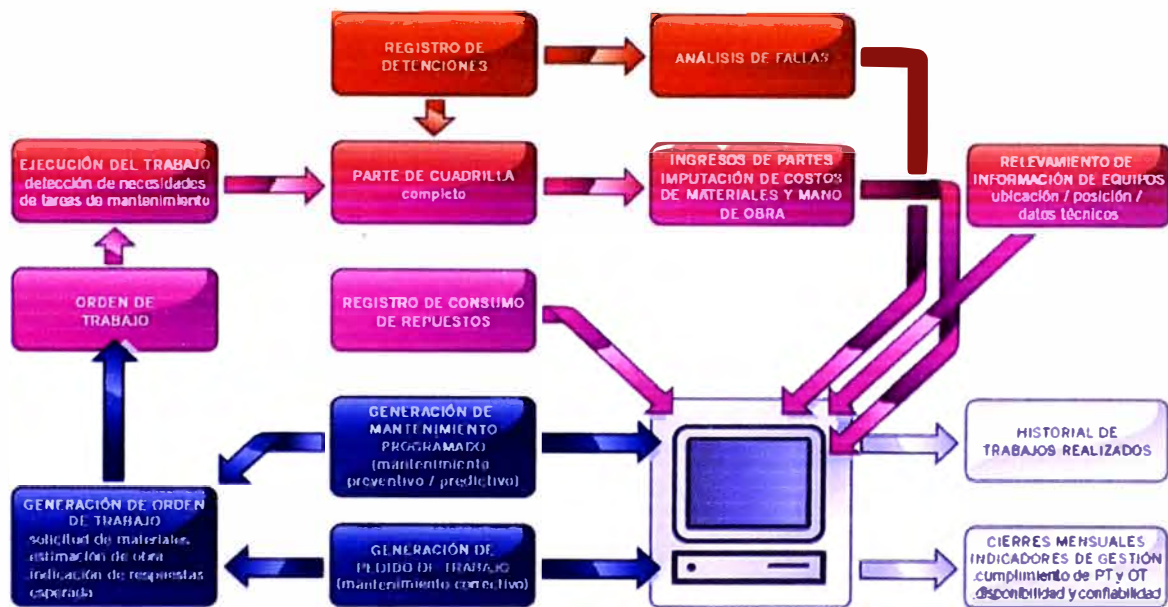 REGISTRO DE
DETENCIONES
ANÁLISIS DE FALLAS
EJECUCIÓN DEL TRABAJO
detección de necesidades
de tareas de mantenimiento
PARTE DE CUADRILLA
completo
INGRESOS DE PARTES
IMPUTACIÓN DE COSTOS
DE MATERIALES Y MANO
DE OBRA
RELEVAMIENTO DE
INFORMACIÓN DE EQUIPOS
ubicación / posición /
datos técnicos
ORDEN DE
TRABAJO
REGISTRO DE CONSUMO
DE REPUESTOS
GENERACIÓN DE
MANTENIMIENTO
PROGRAMADO
(mantenimiento
preventivo / predictivo)
HISTORIAL DE
TRABAJOS REALIZADOS
GENERACIÓN DE ORDEN
DE TRABAJO
solicitud de materiales
estimación de obra
indicación de respuestas
esperada
GENERACIÓN DE
PEDIDO DE TRABAJO
(mantenimiento correctivo)
CIERRES MENSUALES
INDICADORES DE GESTIÓN
cumplimiento de PT y OT
disponibilidad y confiabilidad